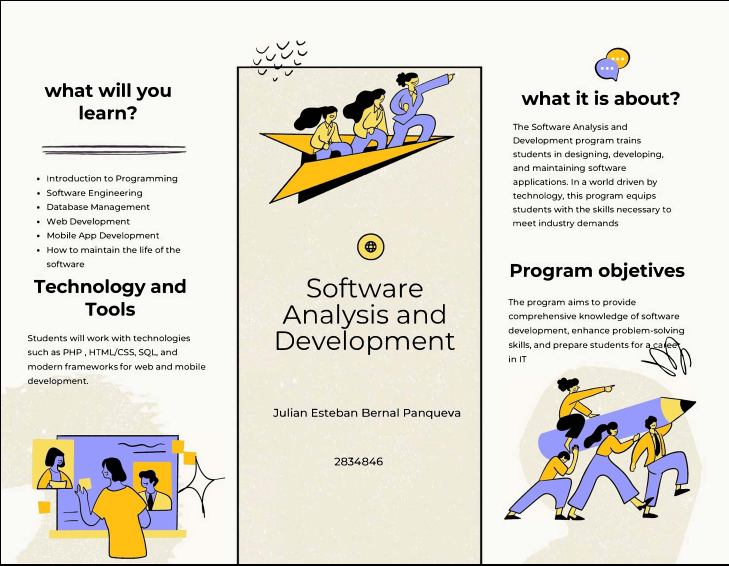 what will you
learn?
• Introduction to Programming
• Software Engineering
• Database Management
• Web Development
• Mobile App Development
• How to maintain the life of the
software
Technology and
Tools
Students will work with technologies
such as PHP , HTML/CSS, SQL, and
modern frameworks for web and mobile
development.
Software
Analysis and
Development
Julian Esteban Bernal Panqueva
2834846
what it is about?
The Software Analysis and
Development program trains
students in designing, developing,
and maintaining software
applications. In a world driven by
technology, this program equips
students with the skills necessary to
meet industry demands
Program objetives
The program aims to provide
comprehensive knowledge of software
development, enhance problem-solving
skills, and prepare students for a career
in IT